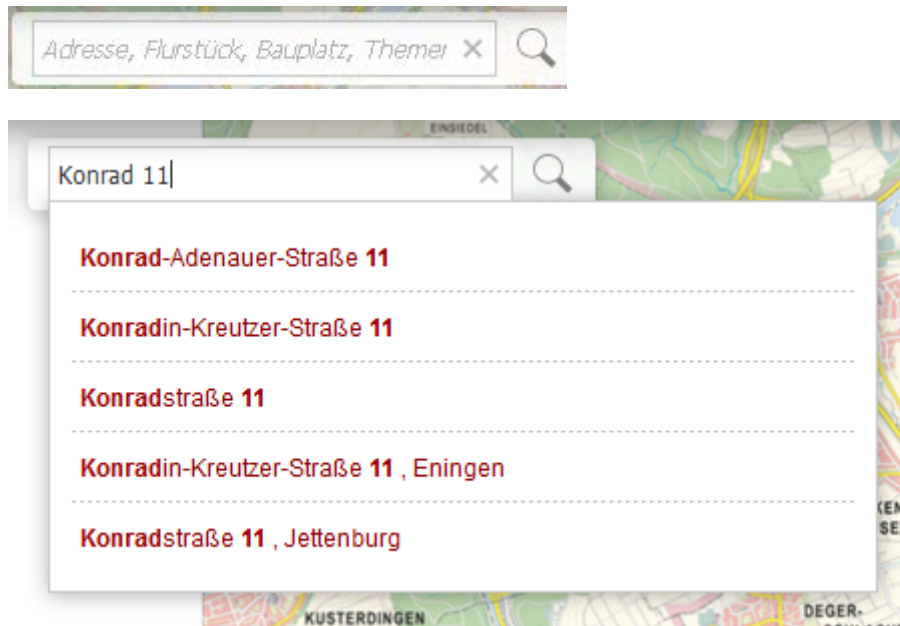 Adresse, Flurstück, Bauplatz, Themen
EINSIEDEL
Konrad 11
Konrad-Adenauer-Straße 11
Konradin-Kreutzer-Straße 11
Konradstraße 11
Konradin-Kreutzer-Straße 11 , Eningen
Konradstraße 11 , Jettenburg
KUSTERDINGEN
DEGER-